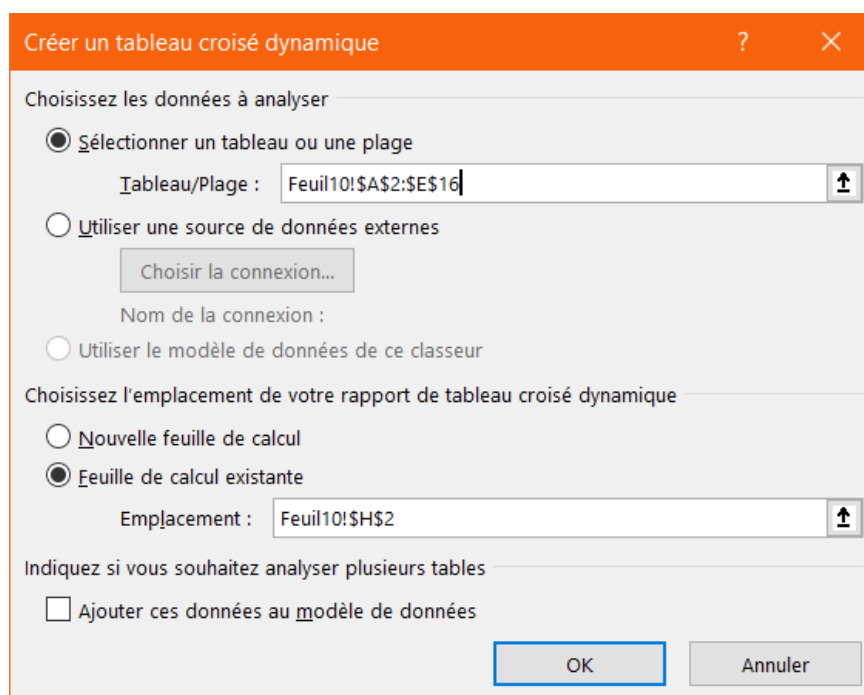 Créer un tableau croisé dynamique ? ×
Choisissez les données à analyser
Sélectionner un tableau ou une plage
Tableau/Plage : Feuil10!$A$2:$E$16
Utiliser une source de données externes
Choisir la connexion...
Nom de la connexion :
Utiliser le modèle de données de ce classeur
Choisissez l'emplacement de votre rapport de tableau croisé dynamique
Nouvelle feuille de calcul
Feuille de calcul existante
Emplacement : Feuil10!$H$2
Indiquez si vous souhaitez analyser plusieurs tables
Ajouter ces données au modèle de données
OK Annuler